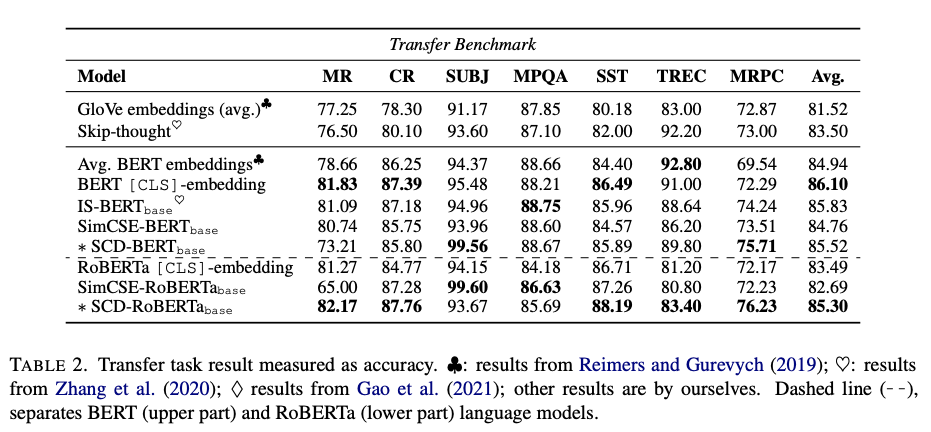 Transfer Benchmark
Model MR CR SUBJ MPQA SST TREC MRPC Avg.
GloVe embeddings (avg.)♣ 77.25 78.30 91.17 87.85 80.18 83.00 72.87 81.52
Skip-thought♡ 76.50 80.10 93.60 87.10 82.00 92.20 73.00 83.50
Avg. BERT embeddings♣ 78.66 86.25 94.37 88.66 84.40 92.80 69.54 84.94
BERT [CLS]-embedding 81.83 87.39 95.48 88.21 86.49 91.00 72.29 86.10
IS-BERTbase♡ 81.09 87.18 94.96 88.75 85.96 88.64 74.24 85.83
SimCSE-BERTbase 80.74 85.75 93.96 88.60 84.57 86.20 73.51 84.76
* SCD-BERTbase 73.21 85.80 99.56 88.67 85.89 89.80 75.71 85.52
RoBERTa [CLS]-embedding 81.27 84.77 94.15 84.18 86.71 81.20 72.17 83.49
SimCSE-RoBERTabase 65.00 87.28 99.60 86.63 87.26 80.80 72.23 82.69
* SCD-RoBERTabase 82.17 87.76 93.67 85.69 88.19 83.40 76.23 85.30
TABLE 2. Transfer task result measured as accuracy. ♣: results from Reimers and Gurevych (2019); ♡: results
from Zhang et al. (2020); ♢ results from Gao et al. (2021); other results are by ourselves. Dashed line (--),
separates BERT (upper part) and RoBERTa (lower part) language models.